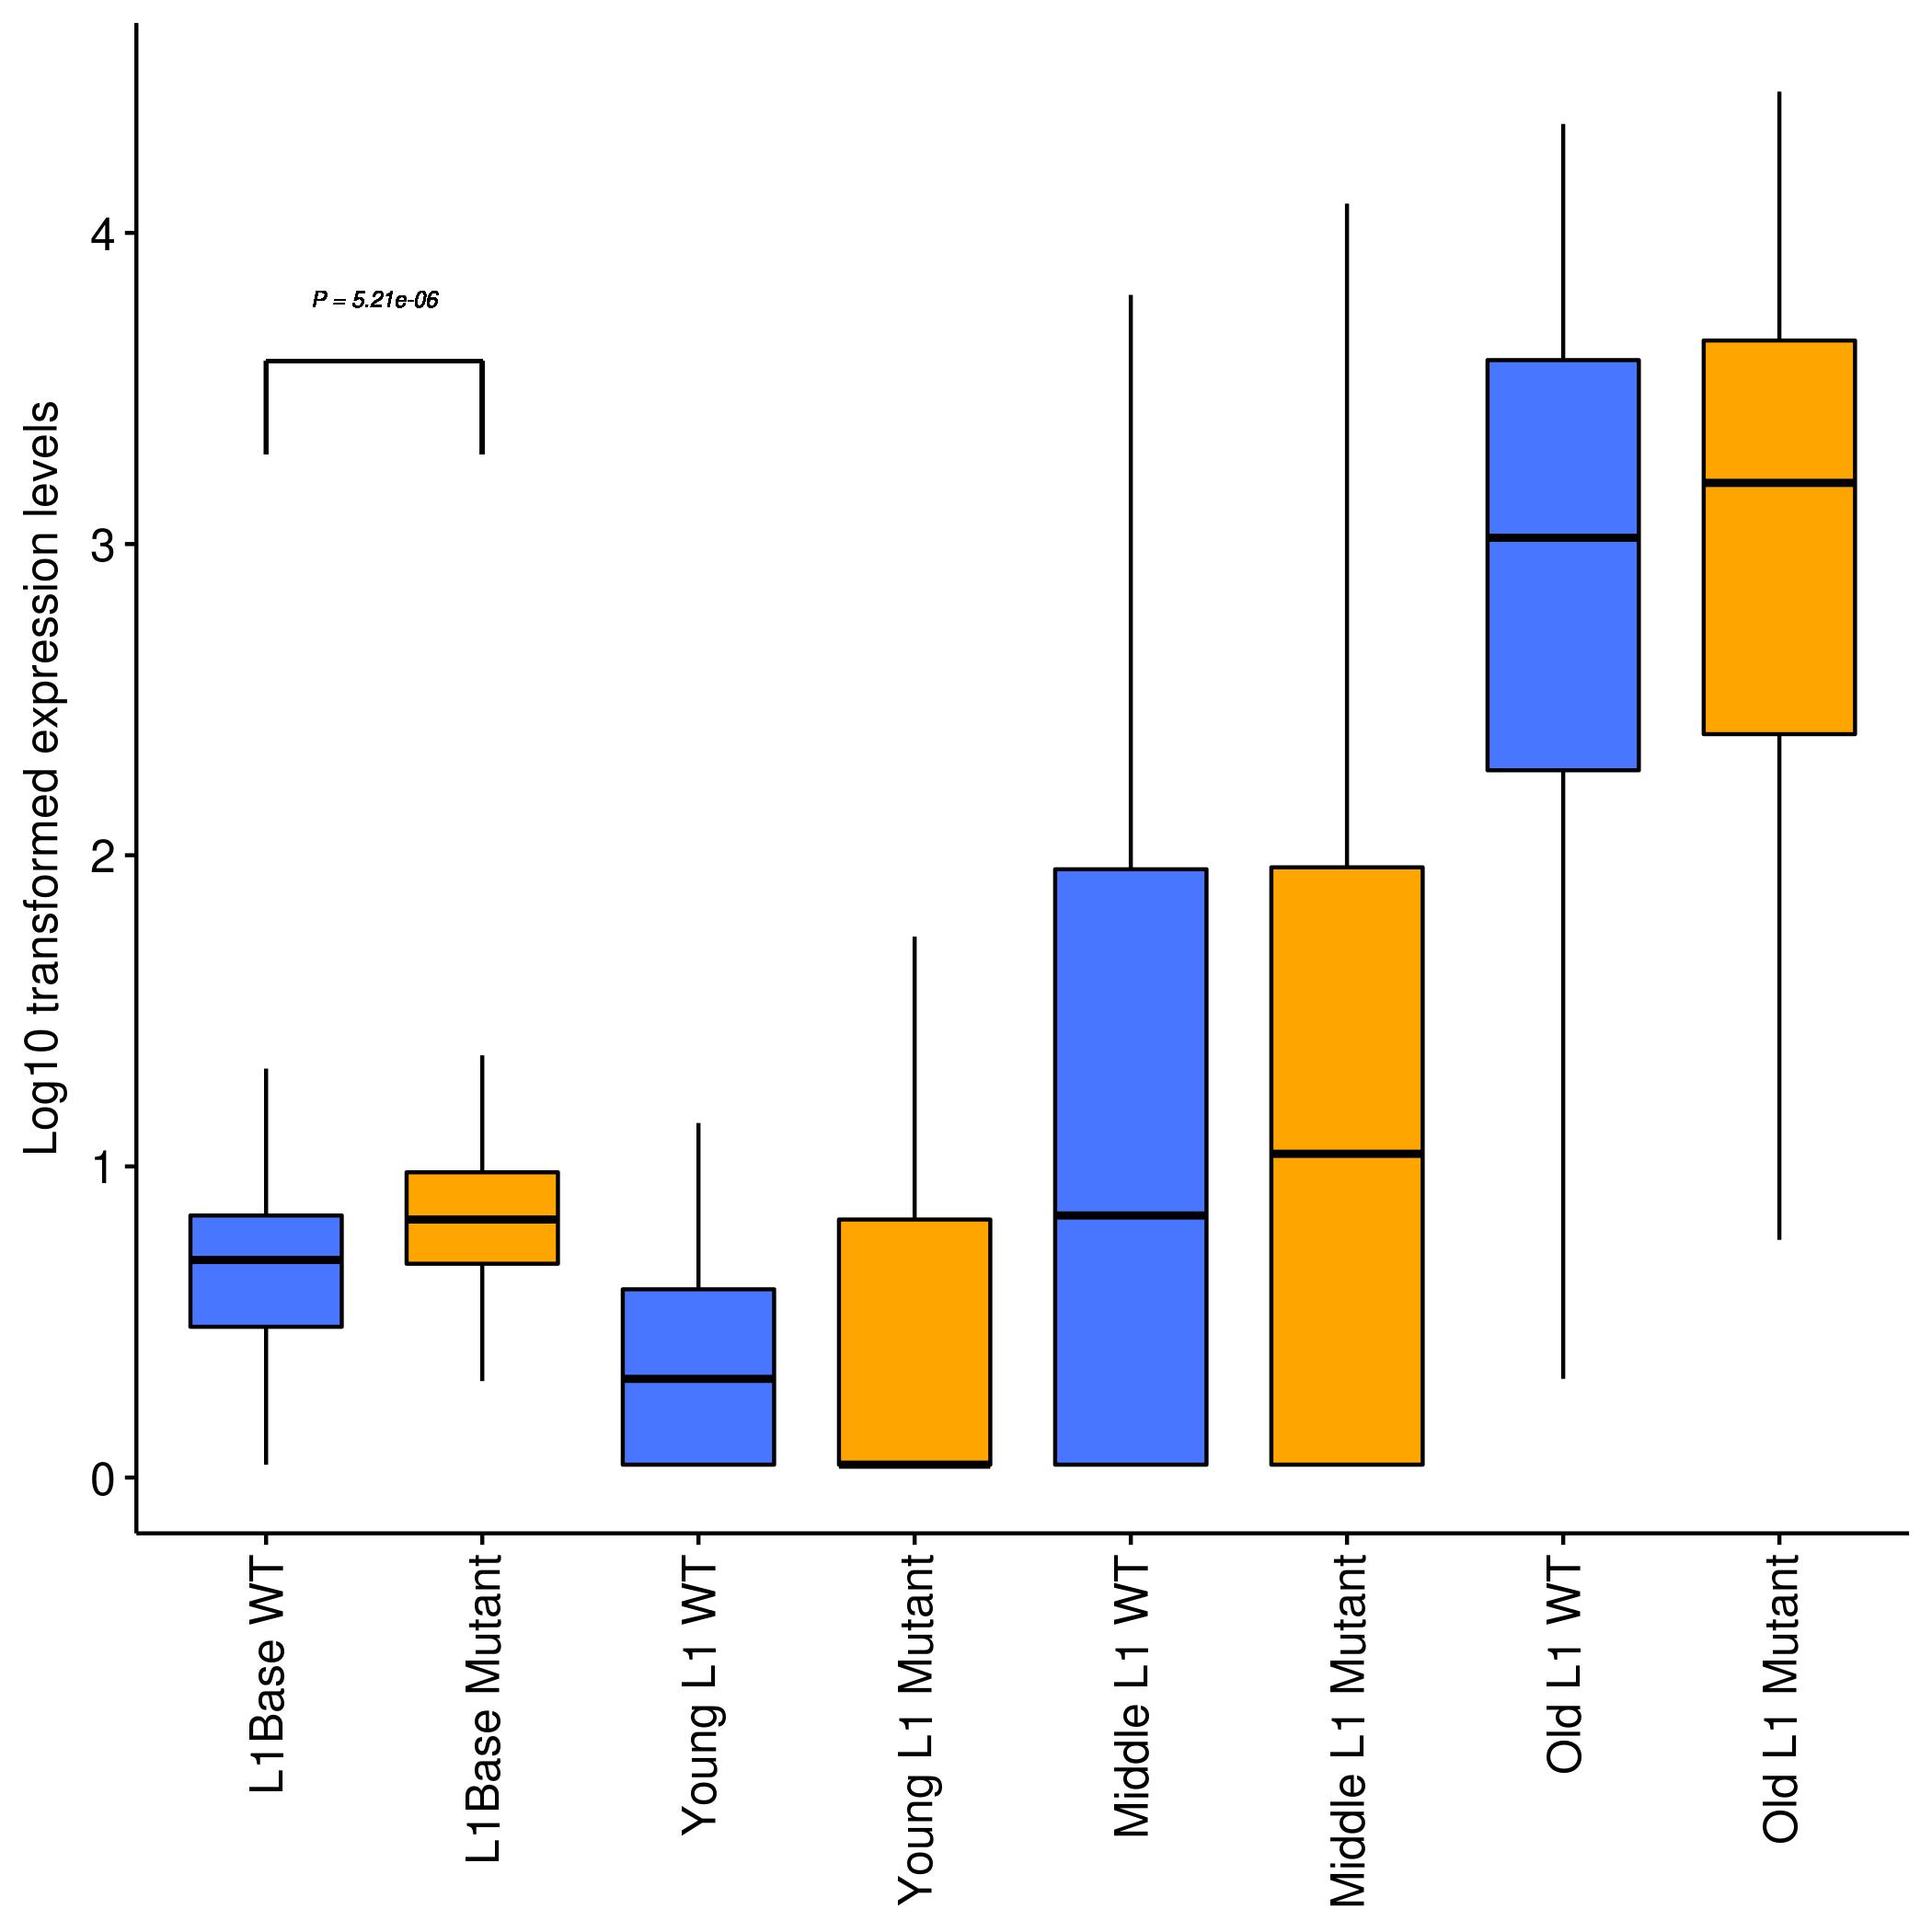 Log10 transformed expression levels
4
3
2
1
0
P = 5.21e-06
L1Base WT
L1Base Mutant
Young L1 WT
Young L1 Mutant
Middle L1 WT
Middle L1 Mutant
Old L1 WT
Old L1 Mutant